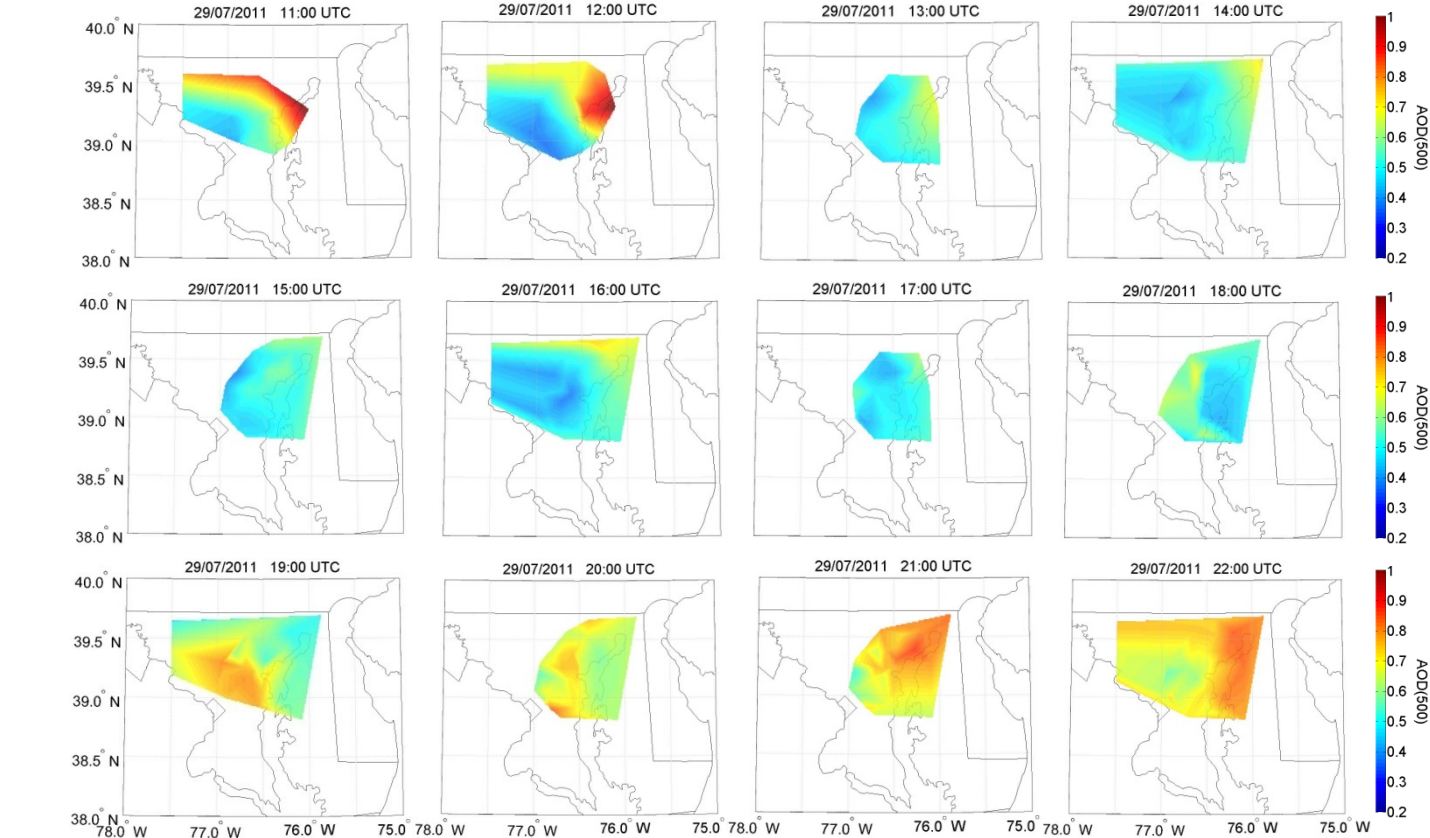 29/07/2011 11:00 UTC
29/07/2011 12:00 UTC
29/07/2011 13:00 UTC
29/07/2011 14:00 UTC
40.0° N
39.5° N
39.0° N
38.5° N
38.0° N
1
0.9
0.8
0.7
0.6
0.5
0.4
0.3
0.2
AOD(500)
29/07/2011 15:00 UTC
29/07/2011 16:00 UTC
29/07/2011 17:00 UTC
29/07/2011 18:00 UTC
40.0° N
39.5° N
39.0° N
38.5° N
38.0° N
1
0.9
0.8
0.7
0.6
0.5
0.4
0.3
0.2
AOD(500)
29/07/2011 19:00 UTC
29/07/2011 20:00 UTC
29/07/2011 21:00 UTC
29/07/2011 22:00 UTC
40.0° N
39.5° N
39.0° N
38.5° N
38.0° N
1
0.9
0.8
0.7
0.6
0.5
0.4
0.3
0.2
AOD(500)
78.0° W 77.0° W 76.0° W 75.0° 78.0° W 77.0° W 76.0° W 75.0° 78.0° W 77.0° W 76.0° W 75.0° 78.0° W 77.0° W 76.0° W 75.0° W